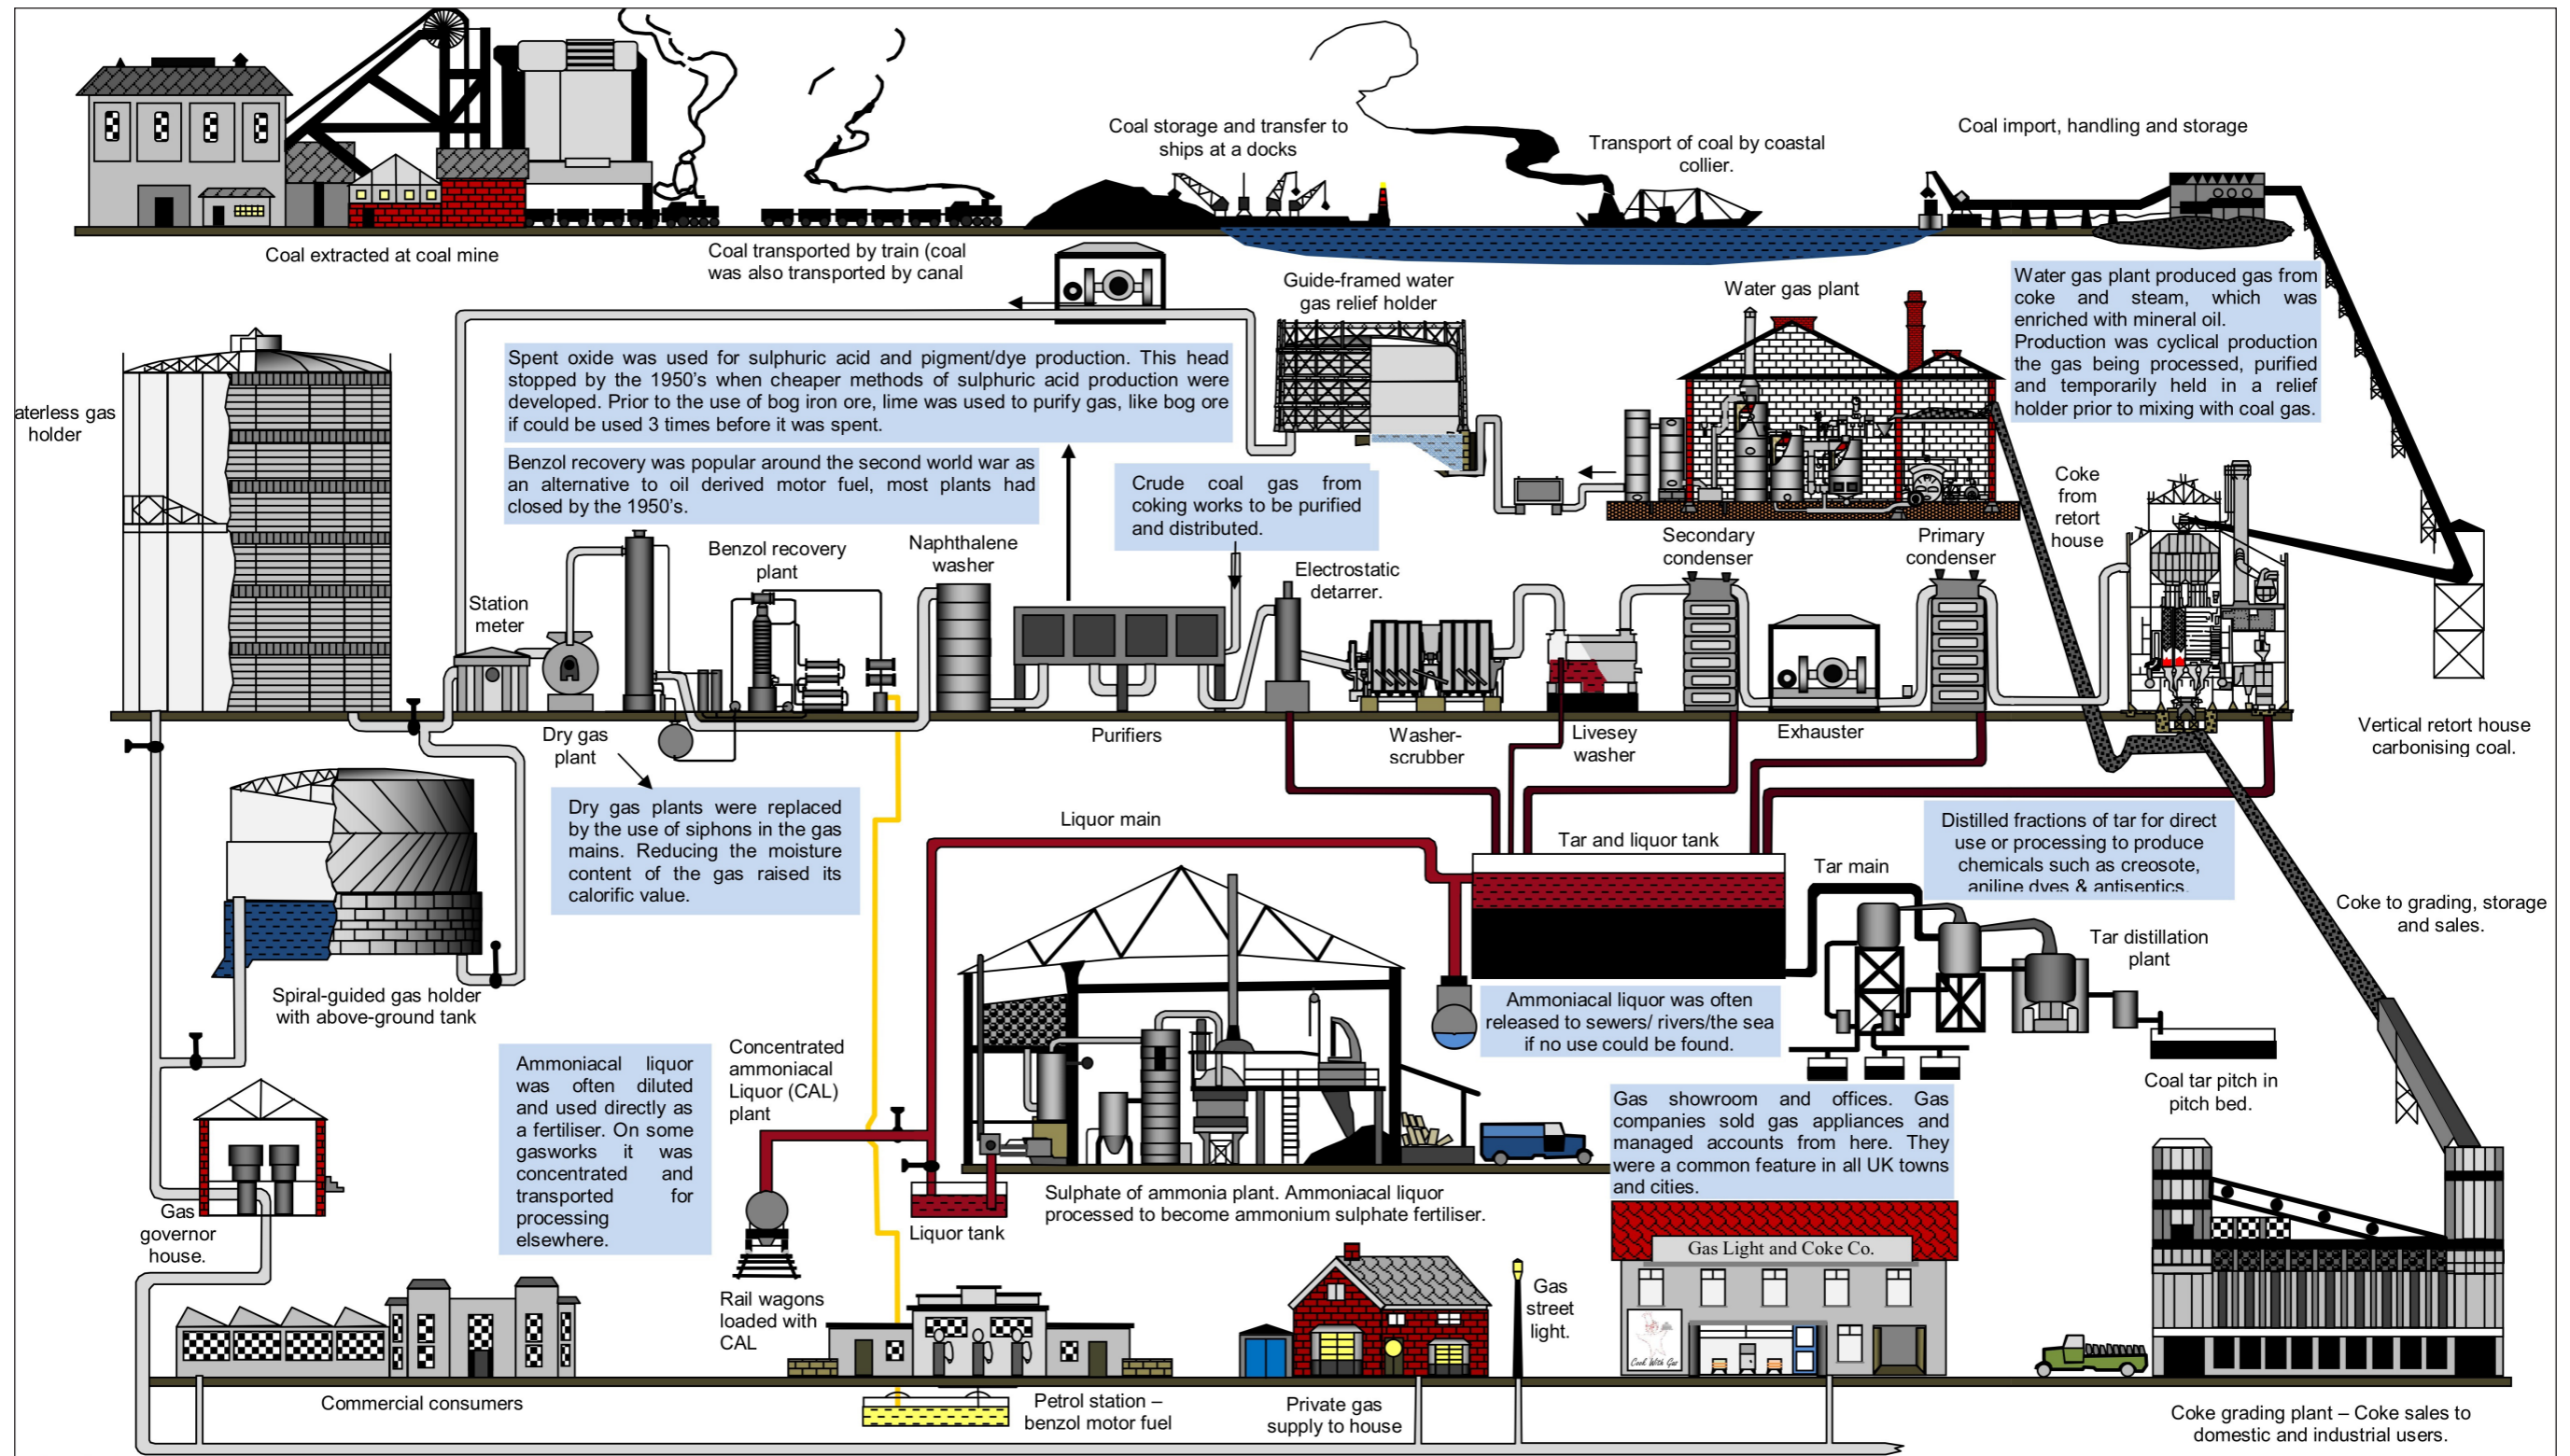 Coal storage and transfer to
ships at a docks
Transport of coal by coastal
collier.
Coal import, handling and storage
Coal extracted at coal mine
Coal transported by train (coal
was also transported by canal
Guide-framed water
gas relief holder
Water gas plant
Water gas plant produced gas from
coke and steam, which was
enriched with mineral oil.
Production was cyclical production
the gas being processed, purified
and temporarily held in a relief
holder prior to mixing with coal gas.
aterless gas
holder
Spent oxide was used for sulphuric acid and pigment/dye production. This head
stopped by the 1950's when cheaper methods of sulphuric acid production were
developed. Prior to the use of bog iron ore, lime was used to purify gas, like bog ore
if could be used 3 times before it was spent.
Benzol recovery was popular around the second world war as
an alternative to oil derived motor fuel, most plants had
closed by the 1950's.
Crude coal gas from
coking works to be purified
and distributed.
Coke
from
retort
house
Station
meter
Benzol recovery
plant
Naphthalene
washer
Electrostatic
detarrer.
Secondary
condenser
Primary
condenser
Dry gas
plant
Purifiers
Washer-
scrubber
Livesey
washer
Exhauster
Vertical retort house
carbonising coal.
Dry gas plants were replaced
by the use of siphons in the gas
mains. Reducing the moisture
content of the gas raised its
calorific value.
Liquor main
Tar and liquor tank
Tar main
Distilled fractions of tar for direct
use or processing to produce
chemicals such as creosote,
aniline dyes & antiseptics.
Coke to grading, storage
and sales.
Tar distillation
plant
Spiral-guided gas holder
with above-ground tank
Ammoniacal liquor was often
released to sewers/ rivers/the sea
if no use could be found.
Coal tar pitch in
pitch bed.
Ammoniacal liquor
was often diluted
and used directly as
a fertiliser. On some
gasworks it was
concentrated and
transported for
processing
elsewhere.
Concentrated
ammoniacal
Liquor (CAL)
plant
Gas showroom and offices. Gas
companies sold gas appliances and
managed accounts from here. They
were a common feature in all UK towns
and cities.
Gas
governor
house.
Liquor tank
Sulphate of ammonia plant. Ammoniacal liquor
processed to become ammonium sulphate fertiliser.
Gas Light and Coke Co.
Cook With Gas
Rail wagons
loaded with
CAL
Gas
street
light.
Commercial consumers
Petrol station –
benzol motor fuel
Private gas
supply to house
Coke grading plant – Coke sales to
domestic and industrial users.